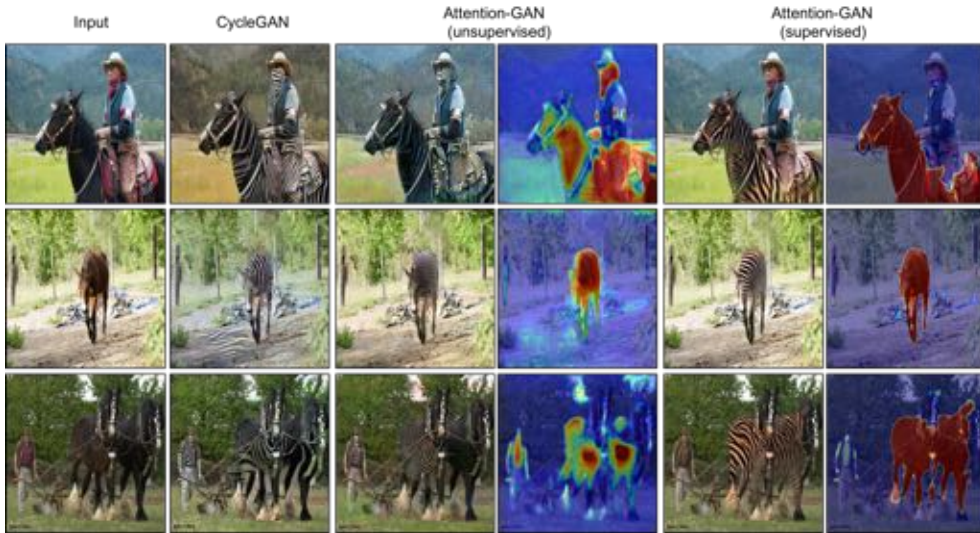 Input
CycleGAN
Attention-GAN
(unsupervised)
Attention-GAN
(supervised)